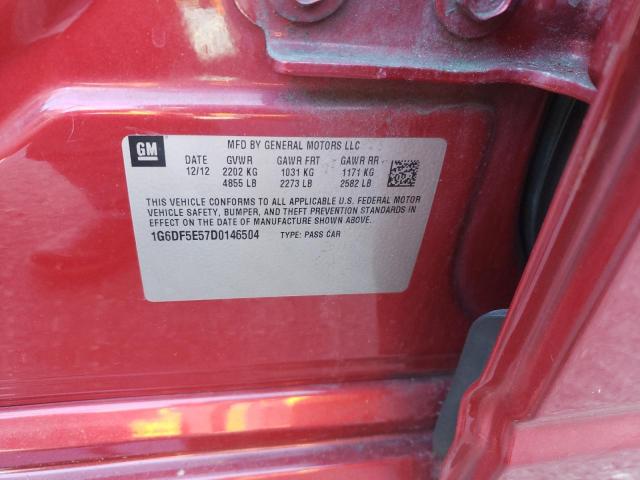 GM
MFD BY GENERAL MOTORS LLC
DATE GVWR GAWR FRT GAWR RR
12/12 2202 KG 1031 KG 1171 KG
4855 LB 2273 LB 2582 LB
THIS VEHICLE CONFORMS TO ALL APPLICABLE U.S. FEDERAL MOTOR
VEHICLE SAFETY, BUMPER, AND THEFT PREVENTION STANDARDS IN
EFFECT ON THE DATE OF MANUFACTURE SHOWN ABOVE.
1G6DF5E57D0146504 TYPE: PASS CAR